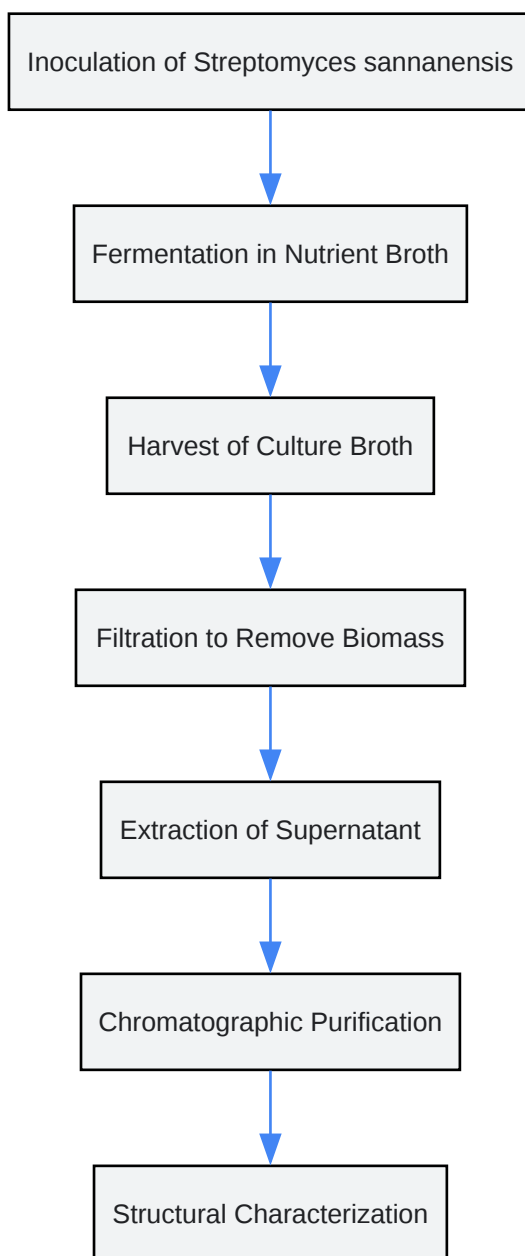 Inoculation of Streptomyces sannanensis
Fermentation in Nutrient Broth
Harvest of Culture Broth
Filtration to Remove Biomass
Extraction of Supernatant
Chromatographic Purification
Structural Characterization